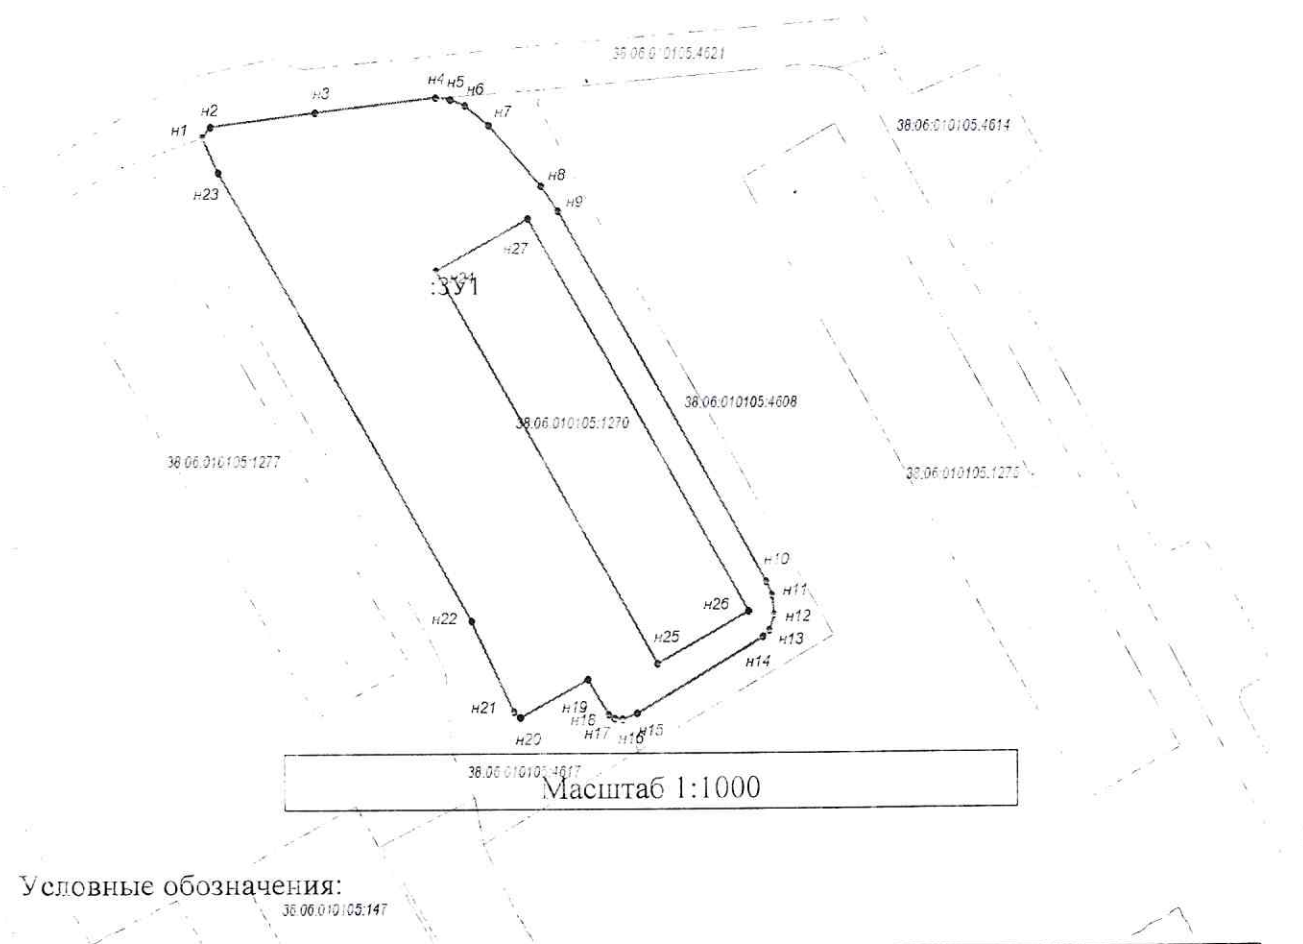 38:06:010105:4621
н4
н5
н6
н3
н2
н7
н1
38:06:010105:4614
н8
н23
н9
н27
н24
:ЗУ1
38:06:010105:4608
38:06:010105:1270
38:06:010105:1277
н10
н11
н26
н12
н22
н13
н25
н14
н19
н21
н18
н15
н17
н16
н20
38:06:010105:4617
Масштаб 1:1000
Условные обозначения:
38:06:010105:147